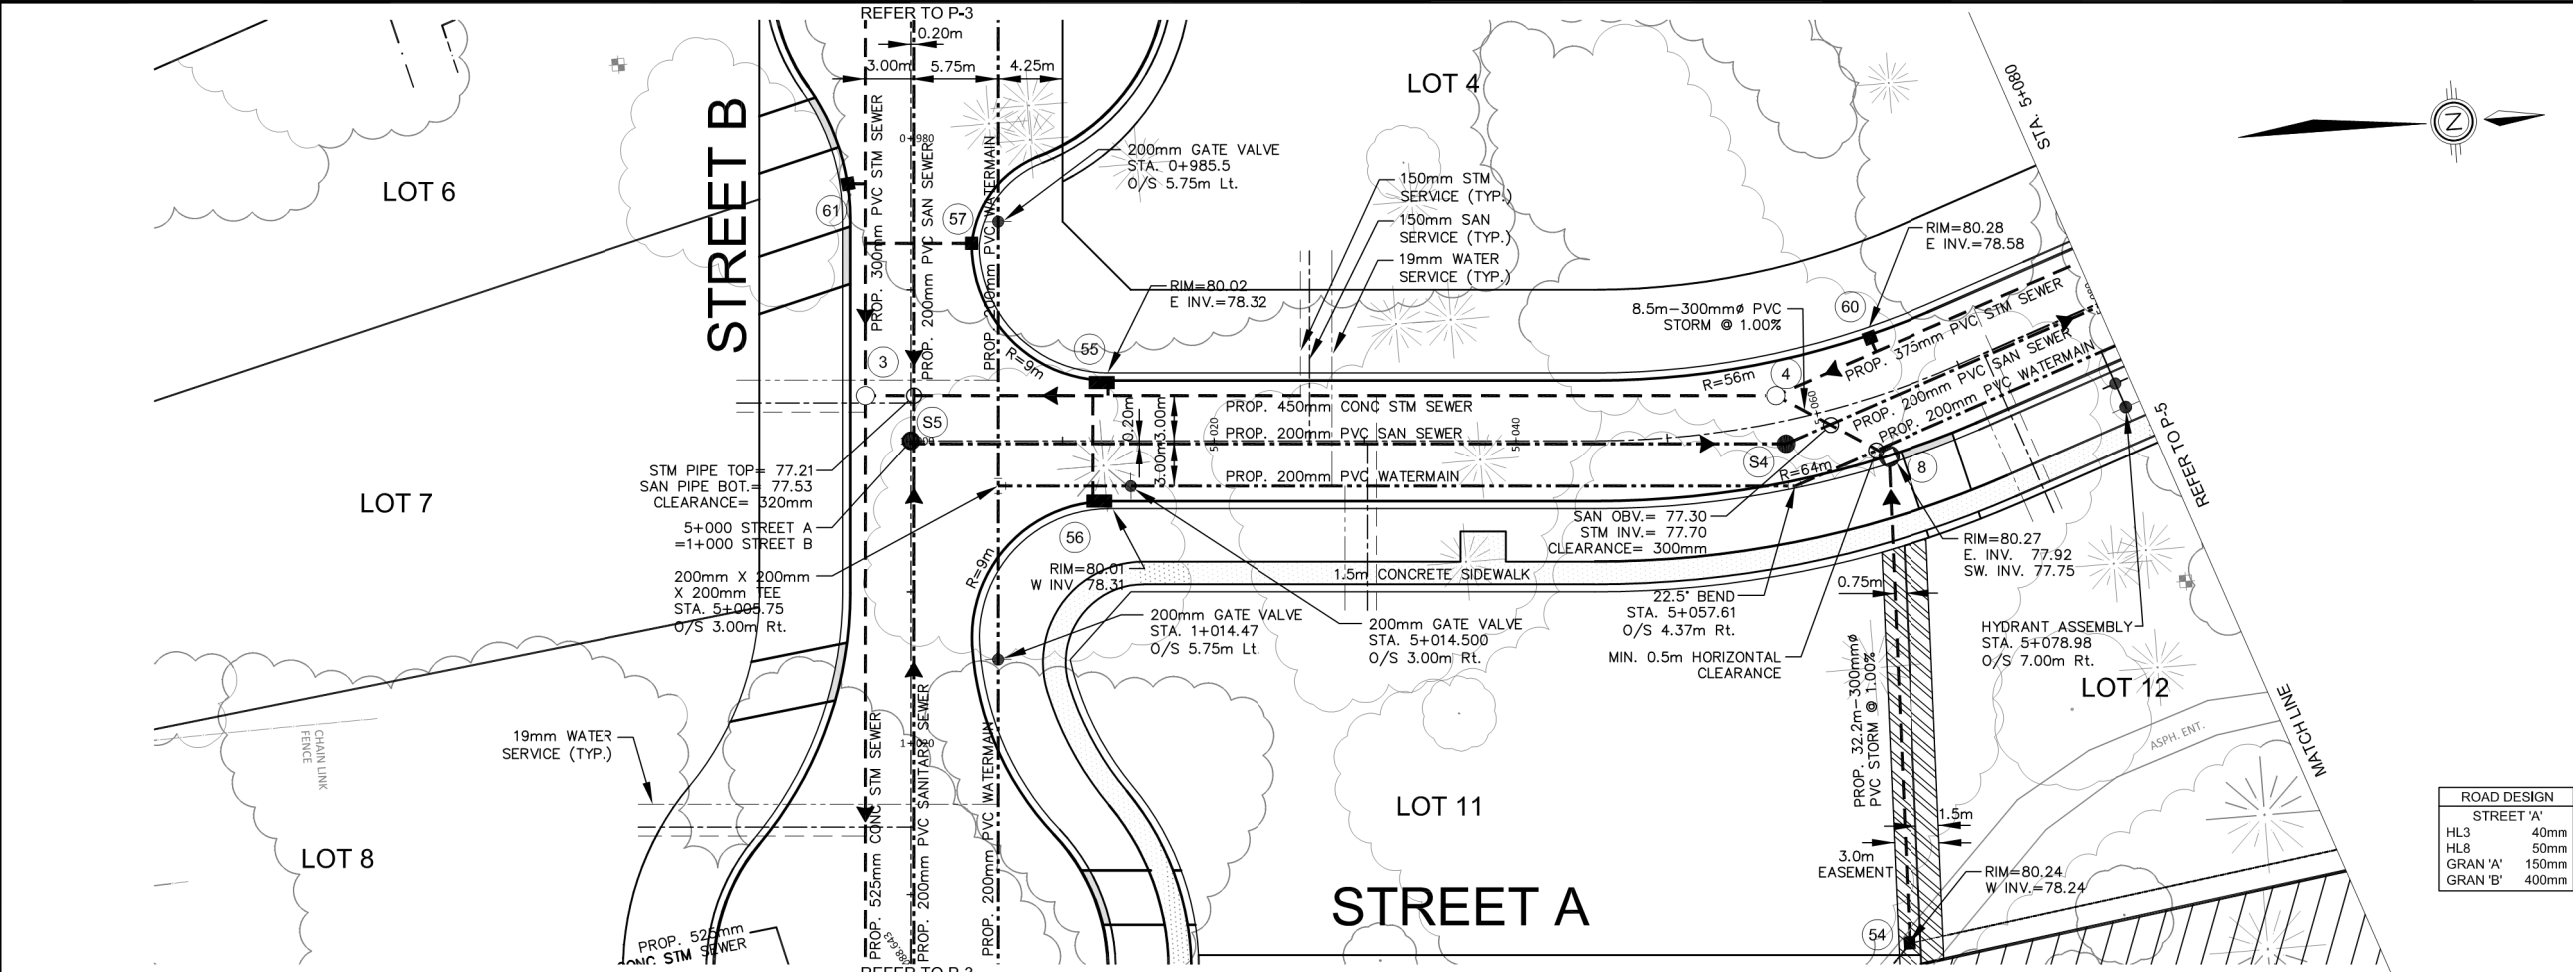 REFER TO P-3
0.20m
3.00m
5.75m
4.25m
LOT 4
STA. 5+080
Z
STREET B
LOT 6
PROP. 300mm PVC STM SEWER
PROP. 200mm PVC SAN SEWER
PROP. 200mm PVC WATERMAIN
200mm GATE VALVE
STA. 0+985.5
O/S 5.75m Lt.
150mm STM
SERVICE (TYP.)
150mm SAN
SERVICE (TYP.)
19mm WATER
SERVICE (TYP.)
61
57
RIM=80.28
E INV.=78.58
RIM=80.02
E INV.=78.32
8.5m-300mmø PVC
STORM @ 1.00%
60
3
55
R=9m
R=56m
4
PROP. 375mm PVC STM SEWER
PROP. 200mm PVC SAN SEWER
PROP. 200mm PVC WATERMAIN
S5
0.20m
3.00m
3.00m
PROP. 450mm CONC STM SEWER
PROP. 200mm PVC SAN SEWER
PROP. 200mm PVC WATERMAIN
5+020
5+040
5+060
S4
R=64m
8
REFER TO P-5
STM PIPE TOP= 77.21
SAN PIPE BOT.= 77.53
CLEARANCE= 320mm
LOT 7
5+000 STREET A
=1+000 STREET B
56
SAN OBV.= 77.30
STM INV.= 77.70
CLEARANCE= 300mm
RIM=80.27
E. INV. 77.92
SW. INV. 77.75
200mm X 200mm
X 200mm TEE
STA. 5+005.75
O/S 3.00m Rt.
R=9m
RIM=80.01
W INV. 78.31
1.5m CONCRETE SIDEWALK
22.5° BEND
STA. 5+057.61
O/S 4.37m Rt.
0.75m
200mm GATE VALVE
STA. 1+014.47
O/S 5.75m Lt.
200mm GATE VALVE
STA. 5+014.500
O/S 3.00m Rt.
MIN. 0.5m HORIZONTAL
CLEARANCE
HYDRANT ASSEMBLY
STA. 5+078.98
O/S 7.00m Rt.
LOT 12
MATCH LINE
PROP. 32.2m-300mmø
PVC STORM @ 1.00%
ASPH. ENT.
CHAIN LINK
FENCE
19mm WATER
SERVICE (TYP.)
0+980
1+020
PROP. 525mm CONC STM SEWER
PROP. 200mm PVC SANITARY SEWER
PROP. 200mm PVC WATERMAIN
LOT 11
1.5m
LOT 8
3.0m
EASEMENT
STREET A
RIM=80.24
W INV.=78.24
54
PROP. 525mm
CONC STM SEWER
REFER TO P-3
ROAD DESIGN
STREET 'A'
HL3 40mm
HL8 50mm
GRAN 'A' 150mm
GRAN 'B' 400mm